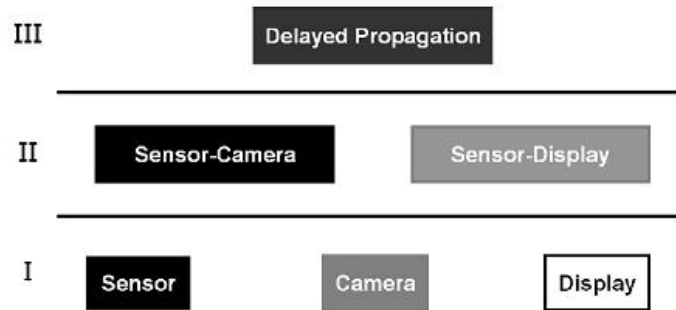 III Delayed Propagation
II Sensor-Camera Sensor-Display
I Sensor Camera Display